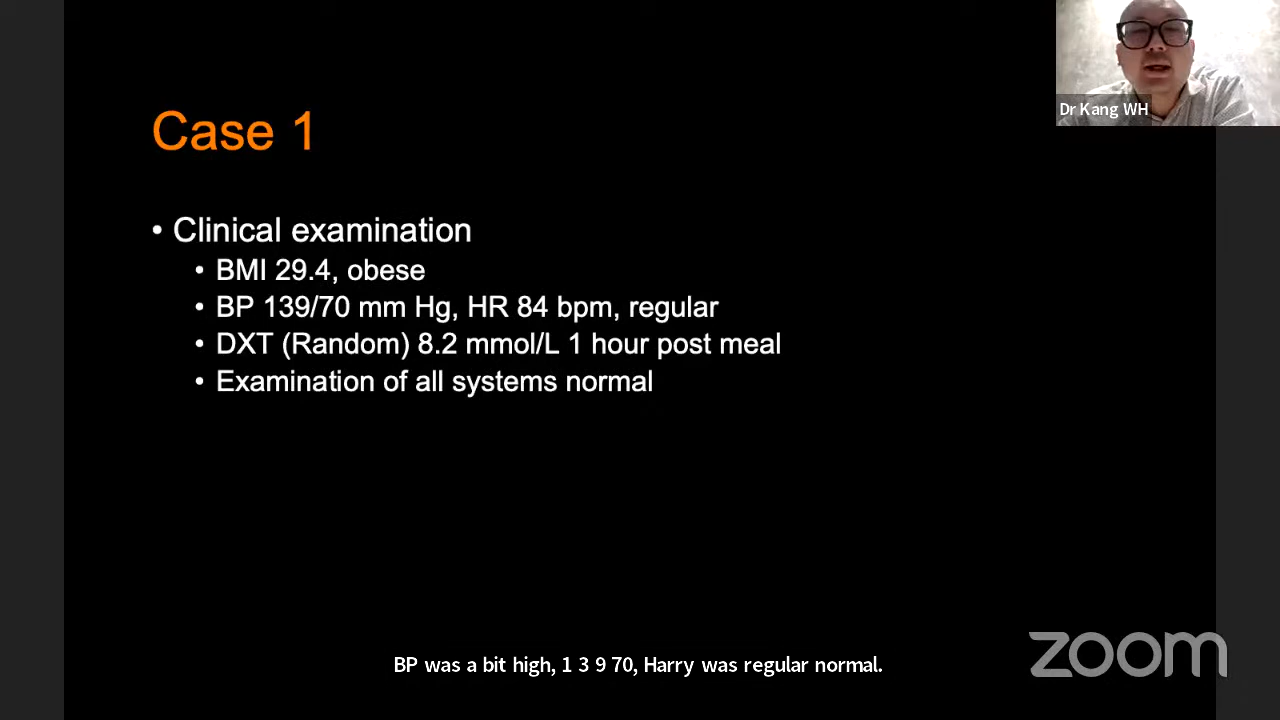 Dr Kang WH
Case 1
• Clinical examination
• BMI 29.4, obese
• BP 139/70 mm Hg, HR 84 bpm, regular
• DXT (Random) 8.2 mmol/L 1 hour post meal
• Examination of all systems normal
BP was a bit high, 1 3 9 70, Harry was regular normal.
zoom